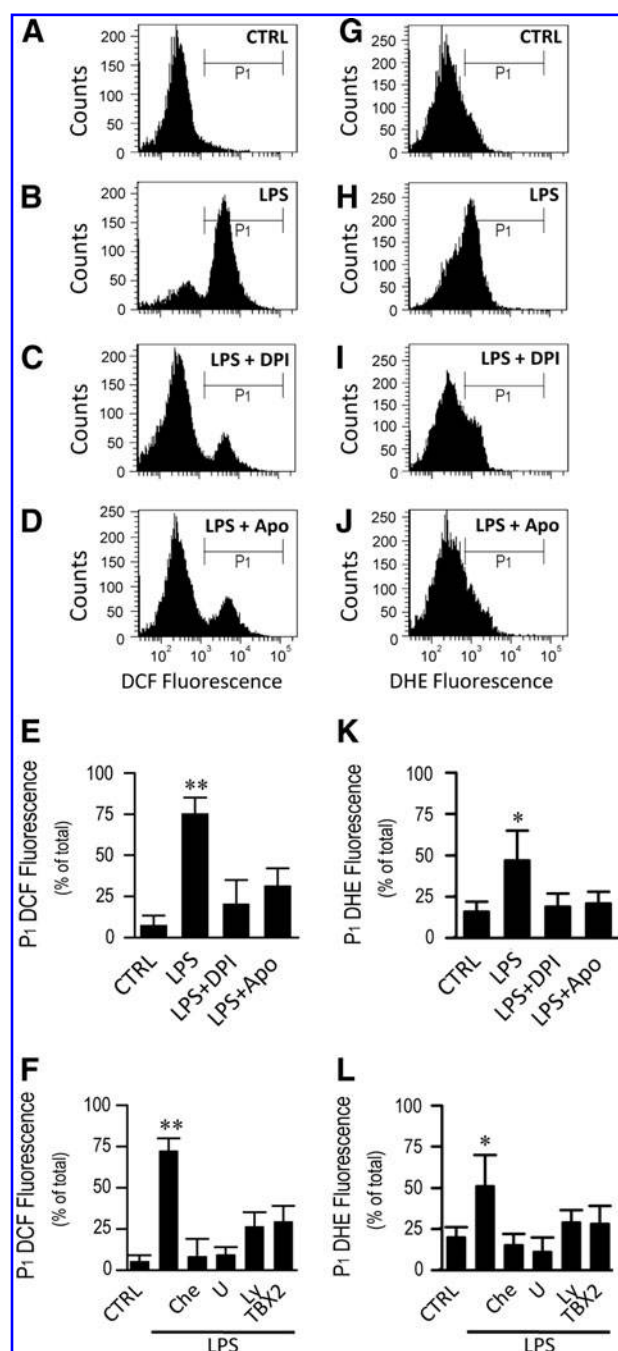 A
CTRL
P1
Counts
200
150
100
50
0
G
CTRL
P1
Counts
250
200
150
100
50
0
B
LPS
P1
Counts
200
150
100
50
0
H
LPS
P1
Counts
250
200
150
100
50
0
C
LPS + DPI
P1
Counts
200
150
100
50
0
I
LPS + DPI
P1
Counts
250
200
150
100
50
0
D
LPS + Apo
P1
Counts
250
200
150
100
50
0
10² 10³ 10⁴ 10⁵
DCF Fluorescence
J
LPS + Apo
P1
Counts
250
200
150
100
50
0
10² 10³ 10⁴ 10⁵
DHE Fluorescence
E
P1 DCF Fluorescence
(% of total)
100
75
50
25
0
**
CTRL LPS LPS+DPI LPS+Apo
K
P1 DHE Fluorescence
(% of total)
100
75
50
25
0
*
CTRL LPS LPS+DPI LPS+Apo
F
P1 DCF Fluorescence
(% of total)
100
75
50
25
0
**
CTRL Che U Ly TBX2
LPS
L
P1 DHE Fluorescence
(% of total)
100
75
50
25
0
*
CTRL Che U Ly TBX2
LPS